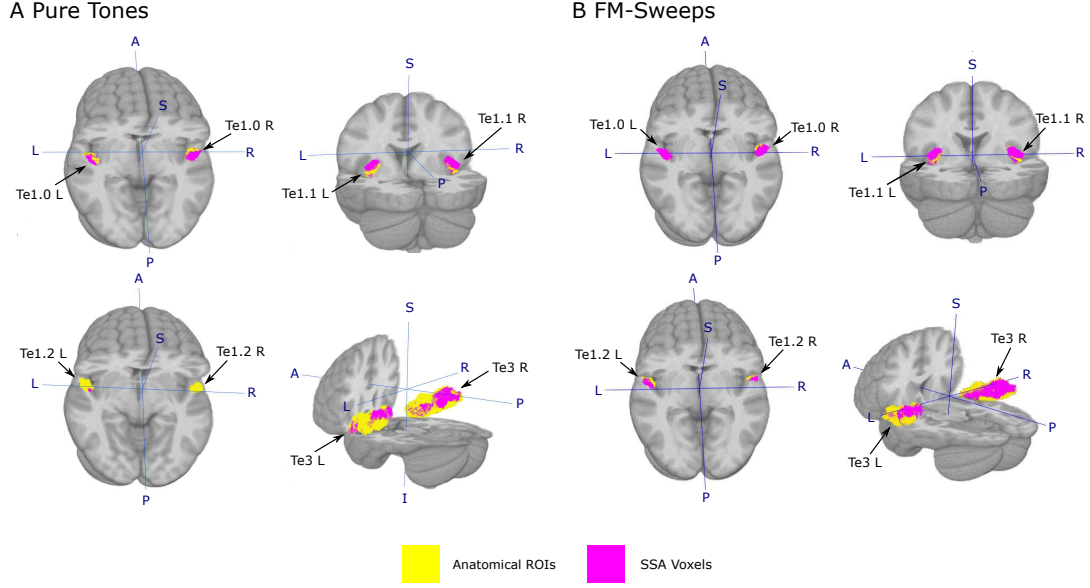 A Pure Tones
B FM-Sweeps
A
S
L
R
P
Te1.0 R
Te1.0 L
S
L
R
P
Te1.1 R
Te1.1 L
A
S
L
R
P
Te1.0 L
Te1.0 R
S
L
R
P
Te1.1 R
Te1.1 L
A
S
L
R
P
Te1.2 L
Te1.2 R
S
A
R
L
P
I
Te3 R
Te3 L
A
S
L
R
P
Te1.2 L
Te1.2 R
S
A
R
L
P
Te3 R
Te3 L
Anatomical ROIs
SSA Voxels